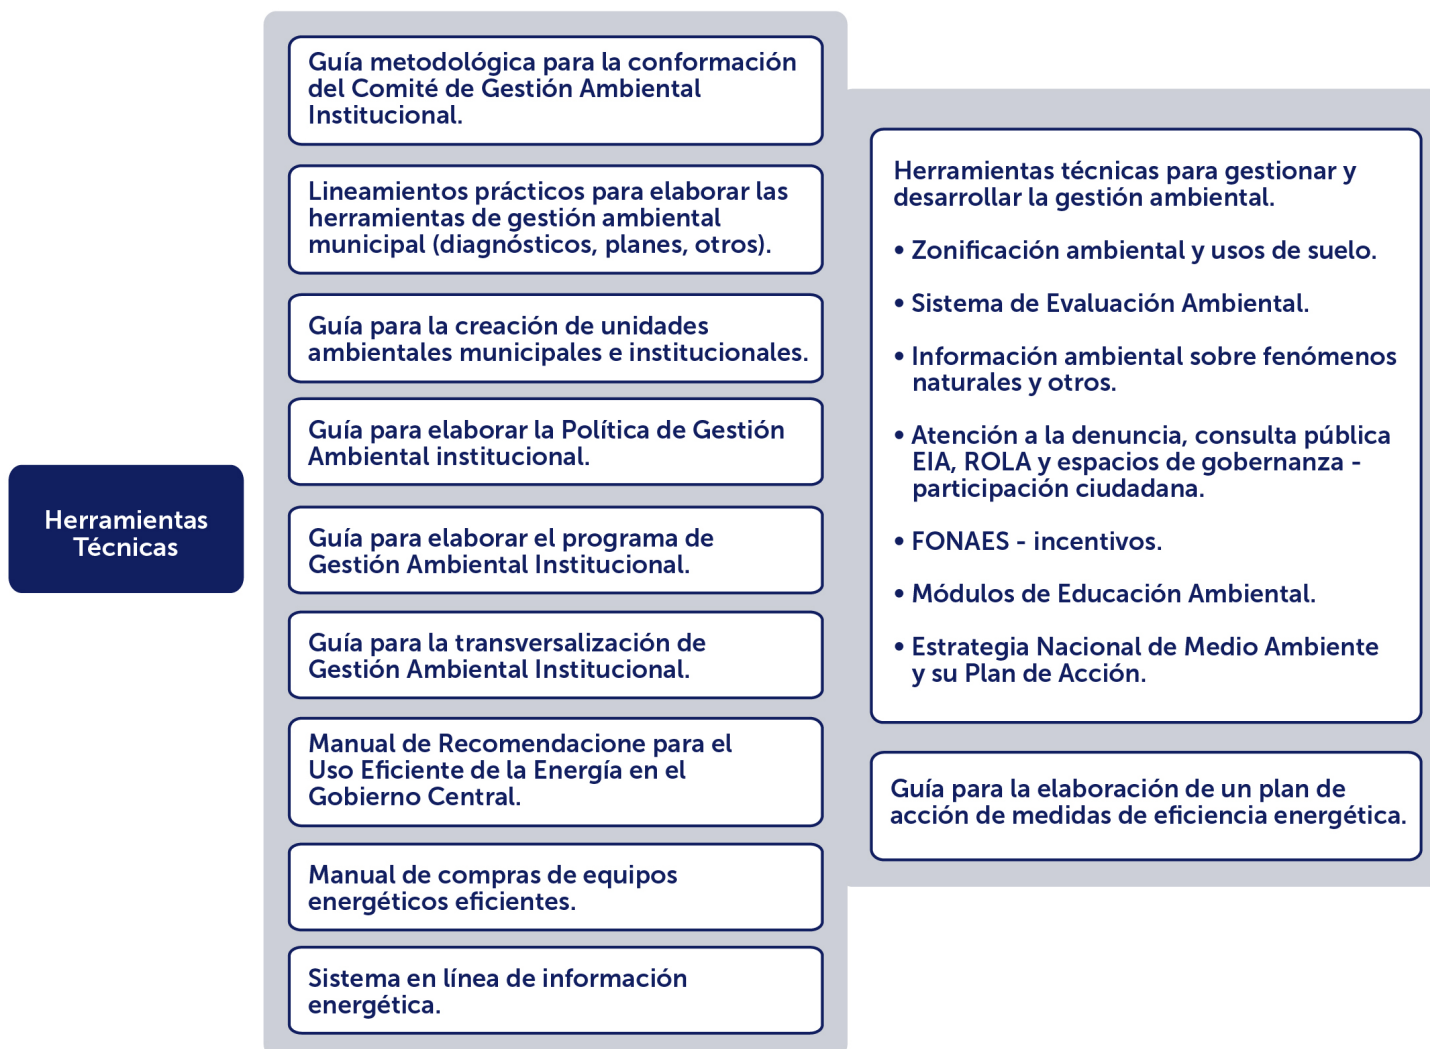 Herramientas
Técnicas
Guía metodológica para la conformación
del Comité de Gestión Ambiental
Institucional.
Lineamientos prácticos para elaborar las
herramientas de gestión ambiental
municipal (diagnósticos, planes, otros).
Guía para la creación de unidades
ambientales municipales e institucionales.
Guía para elaborar la Política de Gestión
Ambiental institucional.
Guía para elaborar el programa de
Gestión Ambiental Institucional.
Guía para la transversalización de
Gestión Ambiental Institucional.
Manual de Recomendacione para el
Uso Eficiente de la Energía en el
Gobierno Central.
Manual de compras de equipos
energéticos eficientes.
Sistema en línea de información
energética.
Herramientas técnicas para gestionar y
desarrollar la gestión ambiental.
• Zonificación ambiental y usos de suelo.
• Sistema de Evaluación Ambiental.
• Información ambiental sobre fenómenos
naturales y otros.
• Atención a la denuncia, consulta pública
EIA, ROLA y espacios de gobernanza -
participación ciudadana.
• FONAES - incentivos.
• Módulos de Educación Ambiental.
• Estrategia Nacional de Medio Ambiente
y su Plan de Acción.
Guía para la elaboración de un plan de
acción de medidas de eficiencia energética.